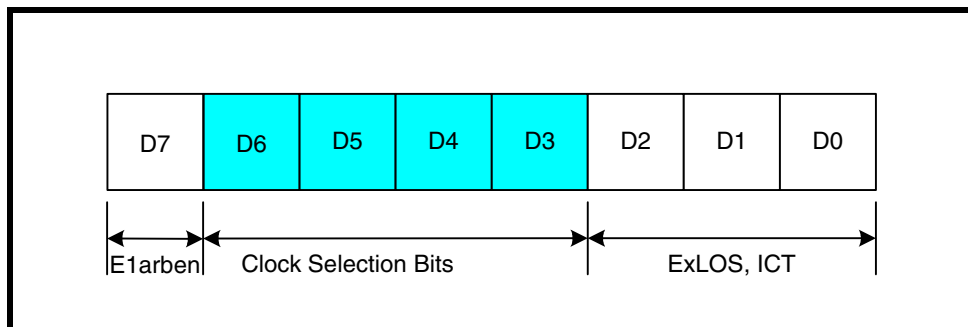 D7 D6 D5 D4 D3 D2 D1 D0
E1arben Clock Selection Bits ExLOS, ICT